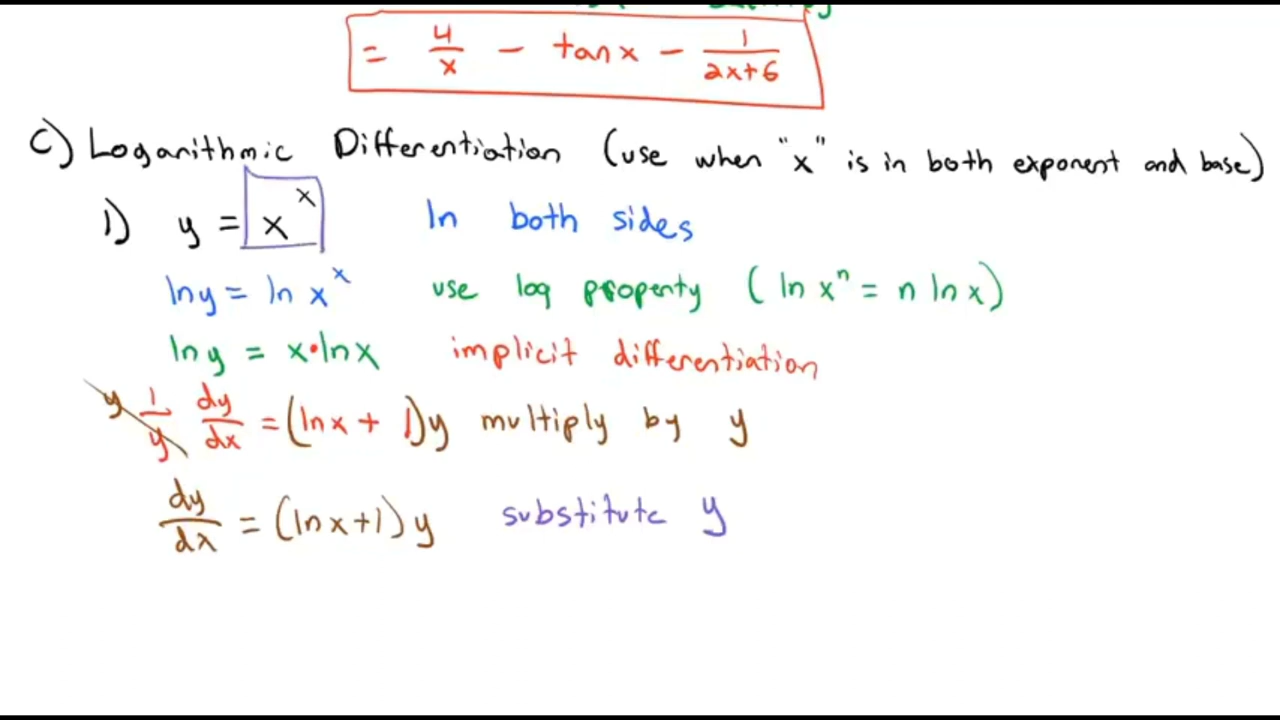 = 4/x - tan x - 1/(2x+6)
C) Logarithmic Differentiation (use when "x" is in both exponent and base)
1) y = x^x ln both sides
ln y = ln x^x use log property (ln x^n = n ln x)
ln y = x•ln x implicit differentiation
y 1/y dy/dx = (ln x + 1)y multiply by y
dy/dx = (ln x+1) y substitute y